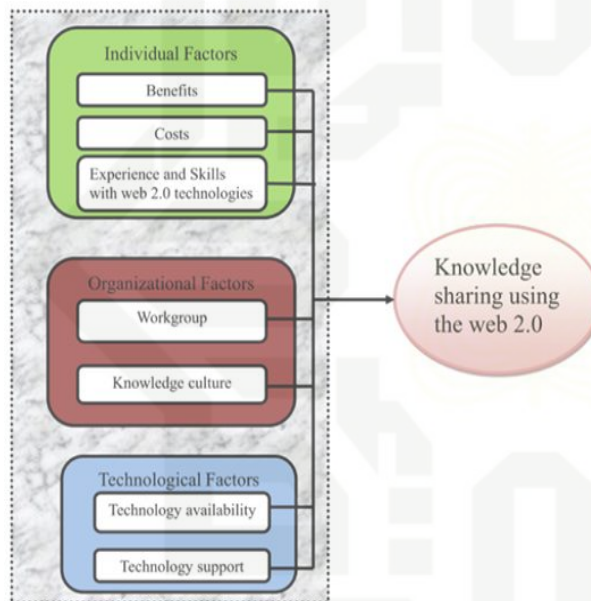 Individual Factors
Benefits
Costs
Experience and Skills
with web 2.0 technologies
Organizational Factors
Workgroup
Knowledge culture
Technological Factors
Technology availability
Technology support
Knowledge
sharing using
the web 2.0